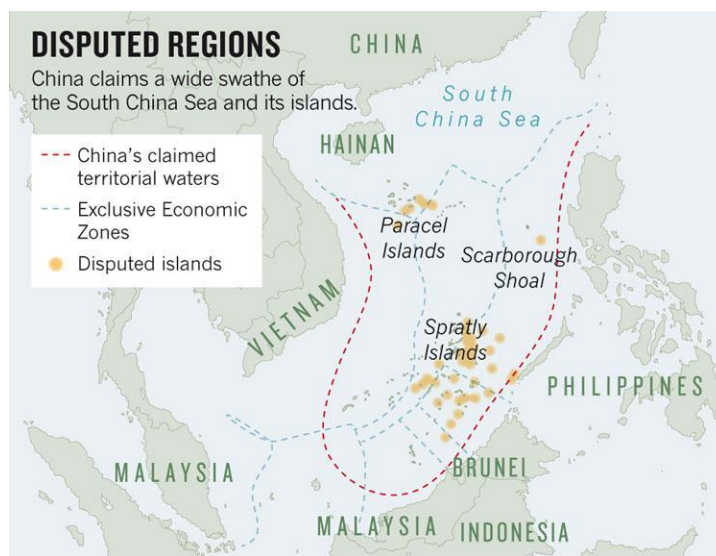 DISPUTED REGIONS
China claims a wide swathe of
the South China Sea and its islands.
China's claimed
territorial waters
Exclusive Economic
Zones
Disputed islands
CHINA
South
China Sea
HAINAN
Paracel
Islands
Scarborough
Shoal
VIETNAM
Spratly
Islands
PHILIPPINES
MALAYSIA
BRUNEI
MALAYSIA
INDONESIA